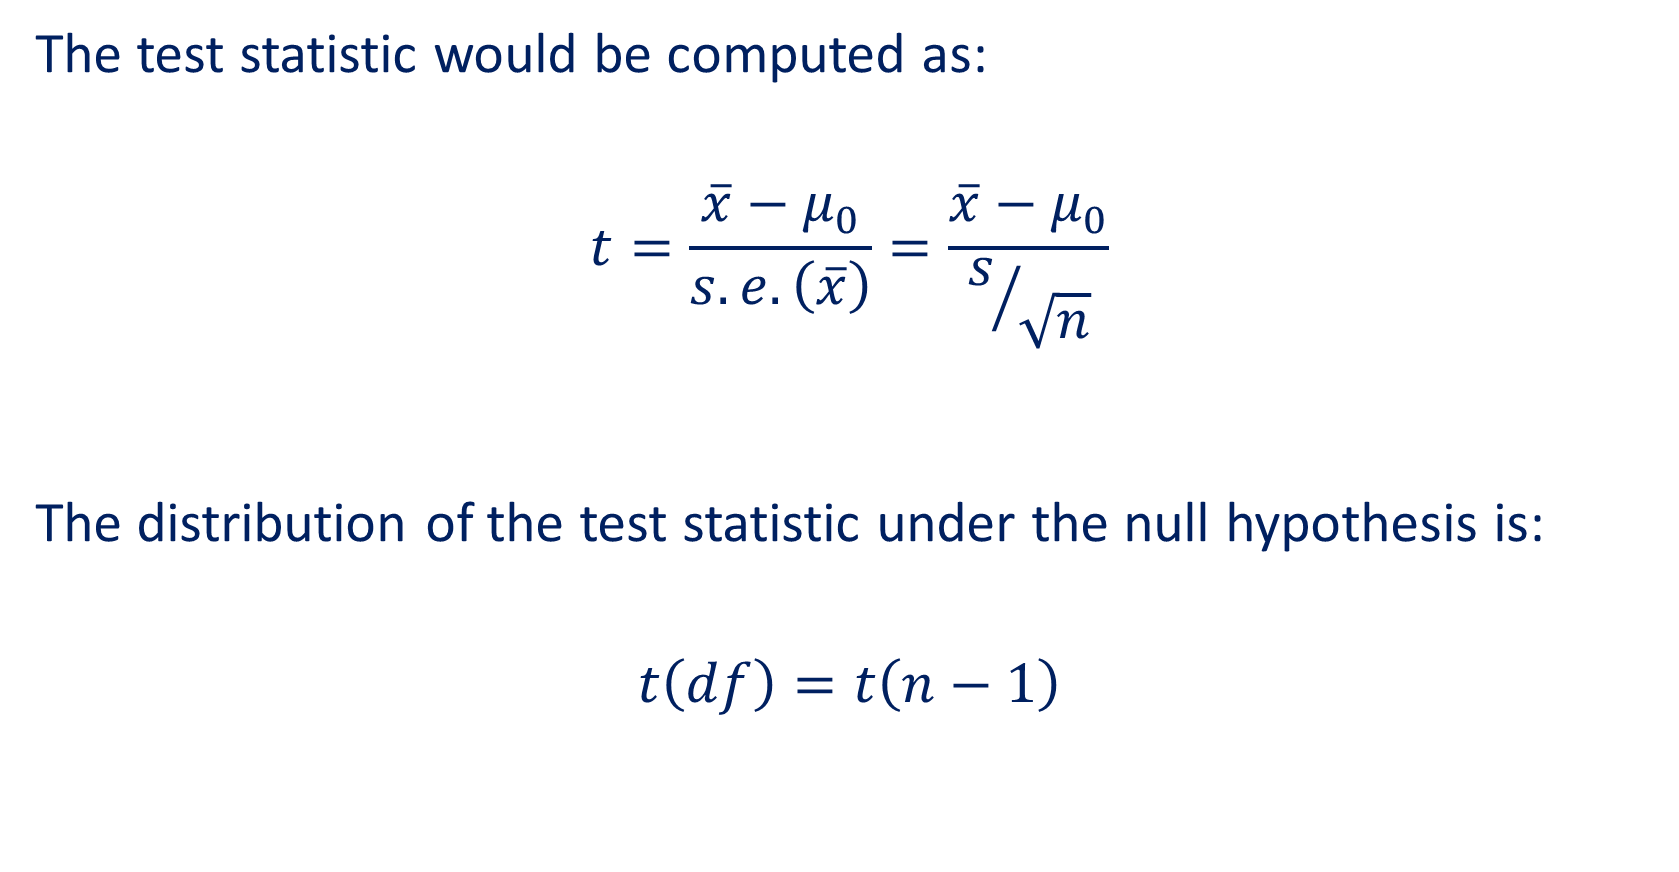 The test statistic would be computed as:
t = (x̄ − μ₀)/(s.e.(x̄)) = (x̄ − μ₀)/(s/√n)
The distribution of the test statistic under the null hypothesis is:
t(df) = t(n − 1)